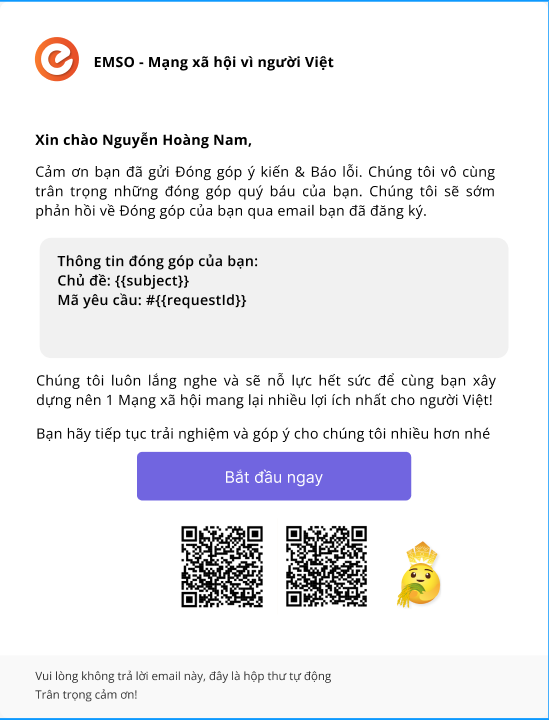 EMSO - Mạng xã hội vì người Việt
Xin chào Nguyễn Hoàng Nam,
Cảm ơn bạn đã gửi Đóng góp ý kiến & Báo lỗi. Chúng tôi vô cùng
trân trọng những đóng góp quý báu của bạn. Chúng tôi sẽ sớm
phản hồi về Đóng góp của bạn qua email bạn đã đăng ký.
Thông tin đóng góp của bạn:
Chủ đề: {{subject}}
Mã yêu cầu: #{{requestId}}
Chúng tôi luôn lắng nghe và sẽ nỗ lực hết sức để cùng bạn xây
dựng nên 1 Mạng xã hội mang lại nhiều lợi ích nhất cho người Việt!
Bạn hãy tiếp tục trải nghiệm và góp ý cho chúng tôi nhiều hơn nhé
Bắt đầu ngay
Vui lòng không trả lời email này, đây là hộp thư tự động
Trân trọng cảm ơn!